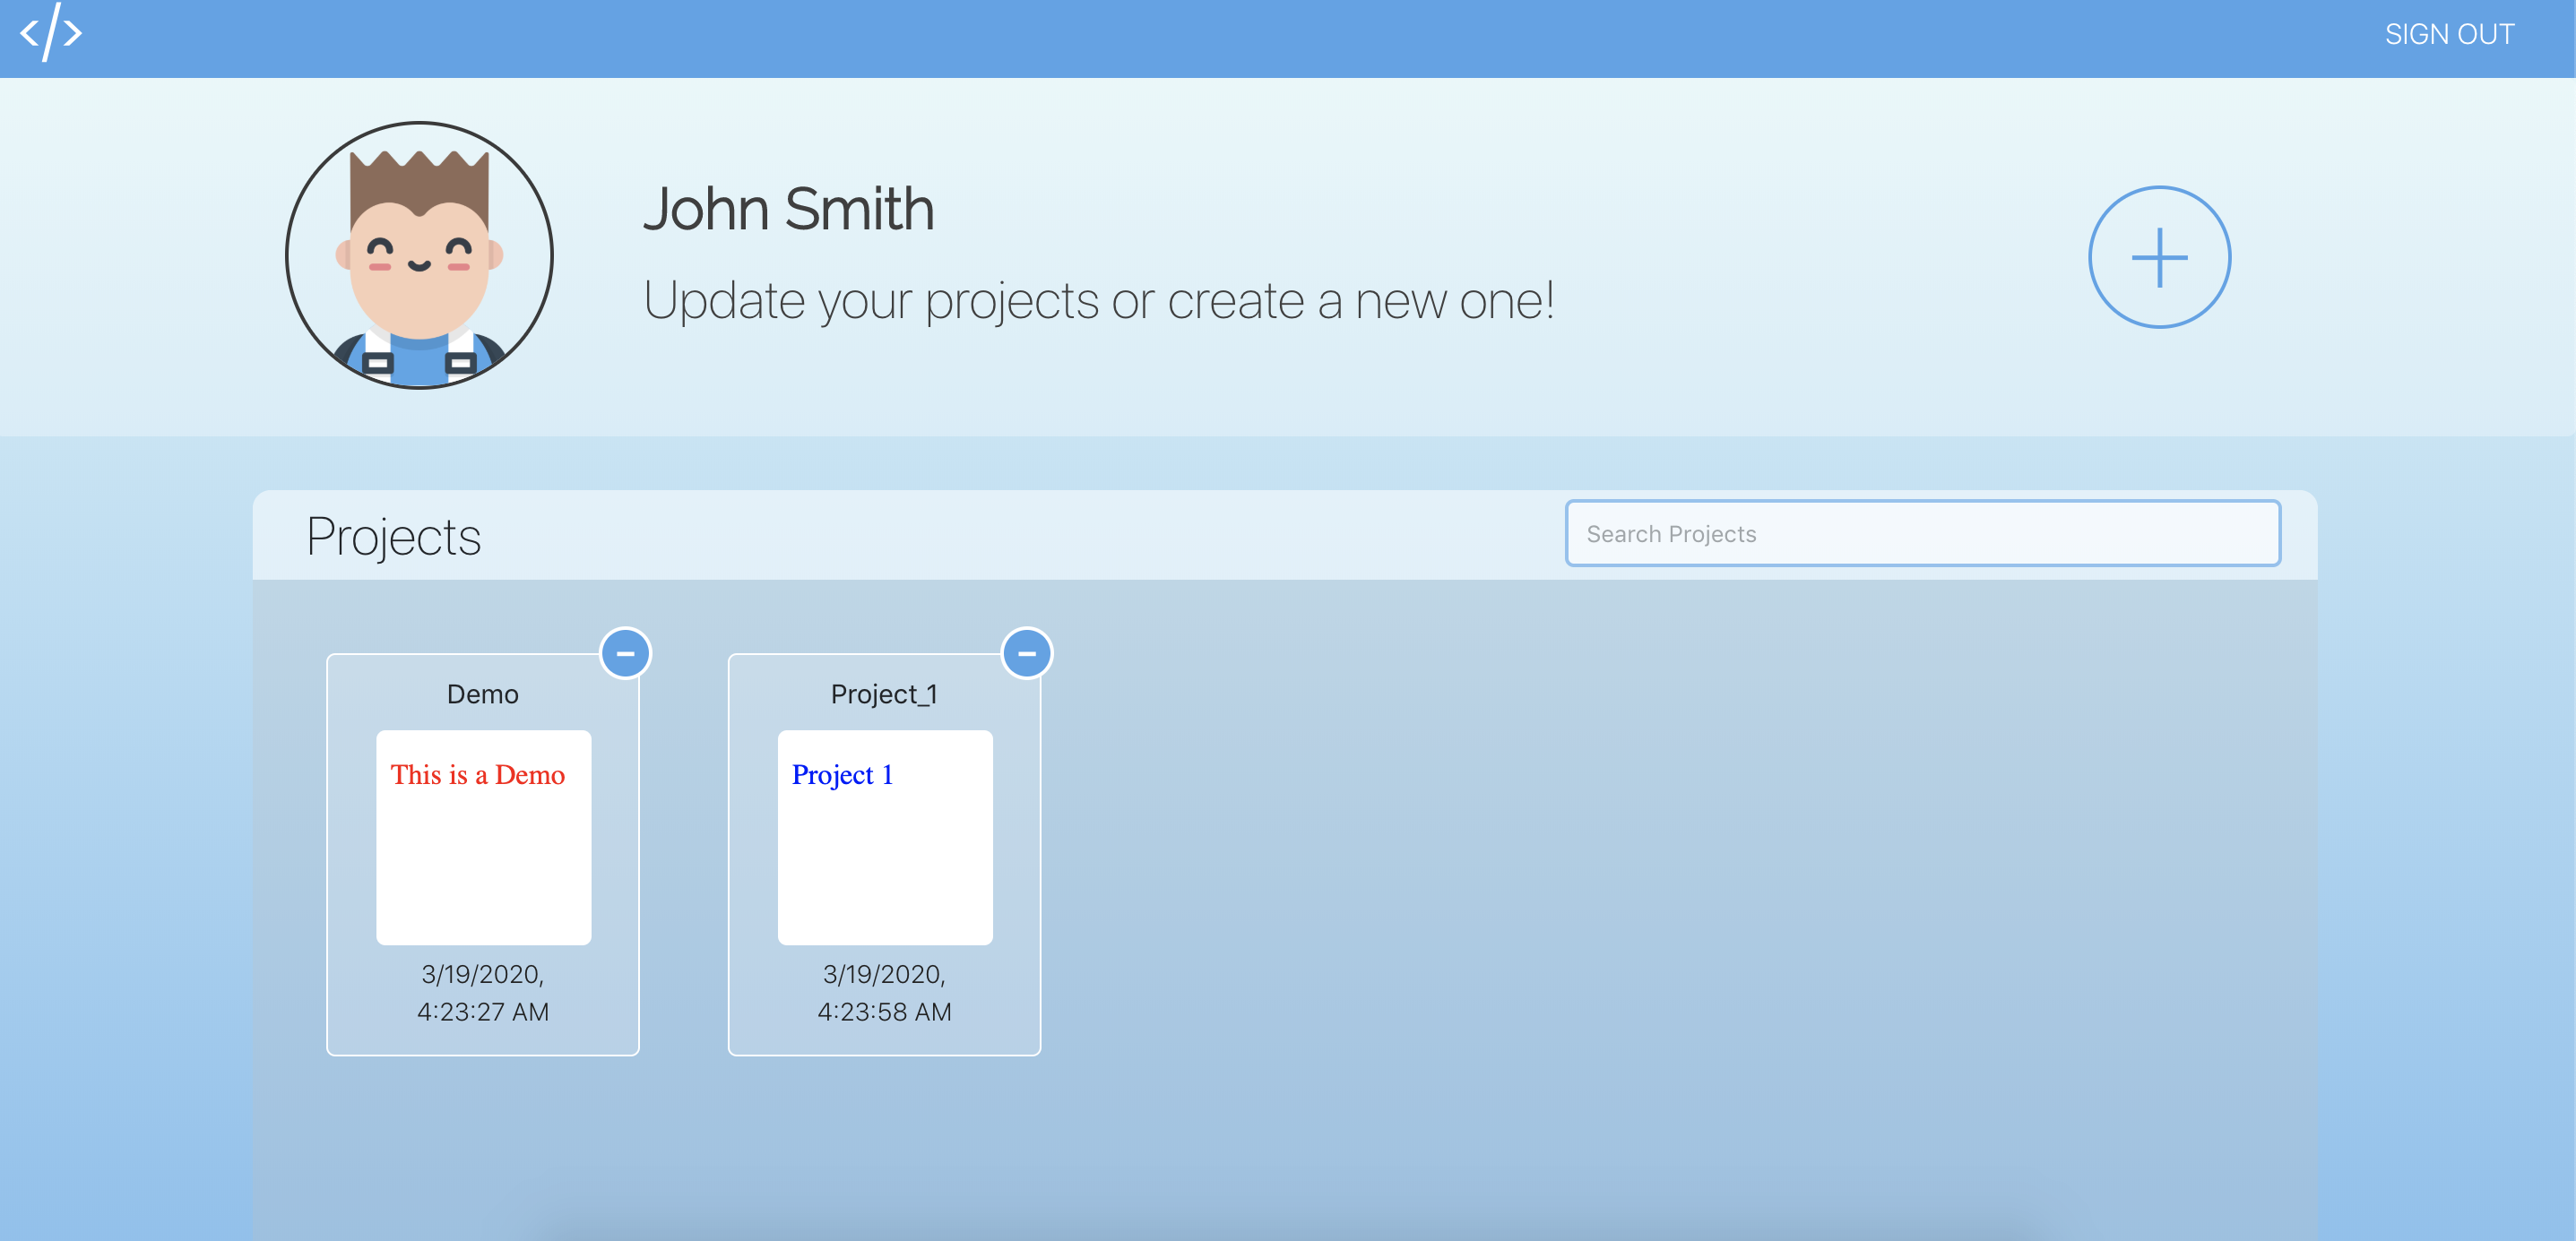 </>
SIGN OUT
John Smith
Update your projects or create a new one!
Projects
Search Projects
Demo
This is a Demo
3/19/2020,
4:23:27 AM
Project_1
Project 1
3/19/2020,
4:23:58 AM